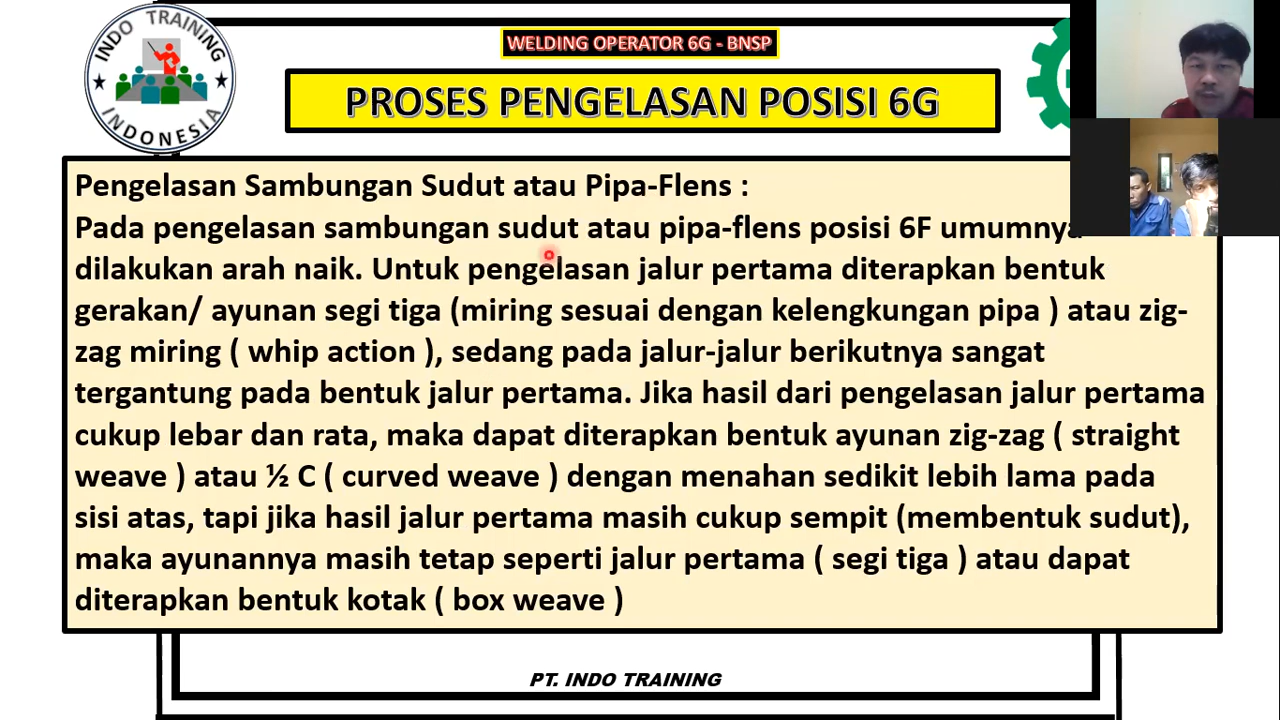 INDO TRAINING
INDONESIA
WELDING OPERATOR 6G - BNSP
PROSES PENGELASAN POSISI 6G
Pengelasan Sambungan Sudut atau Pipa-Flens :
Pada pengelasan sambungan sudut atau pipa-flens posisi 6F umumnya
dilakukan arah naik. Untuk pengelasan jalur pertama diterapkan bentuk
gerakan/ ayunan segi tiga (miring sesuai dengan kelengkungan pipa ) atau zig-
zag miring ( whip action ), sedang pada jalur-jalur berikutnya sangat
tergantung pada bentuk jalur pertama. Jika hasil dari pengelasan jalur pertama
cukup lebar dan rata, maka dapat diterapkan bentuk ayunan zig-zag ( straight
weave ) atau ½ C ( curved weave ) dengan menahan sedikit lebih lama pada
sisi atas, tapi jika hasil jalur pertama masih cukup sempit (membentuk sudut),
maka ayunannya masih tetap seperti jalur pertama ( segi tiga ) atau dapat
diterapkan bentuk kotak ( box weave )
PT. INDO TRAINING